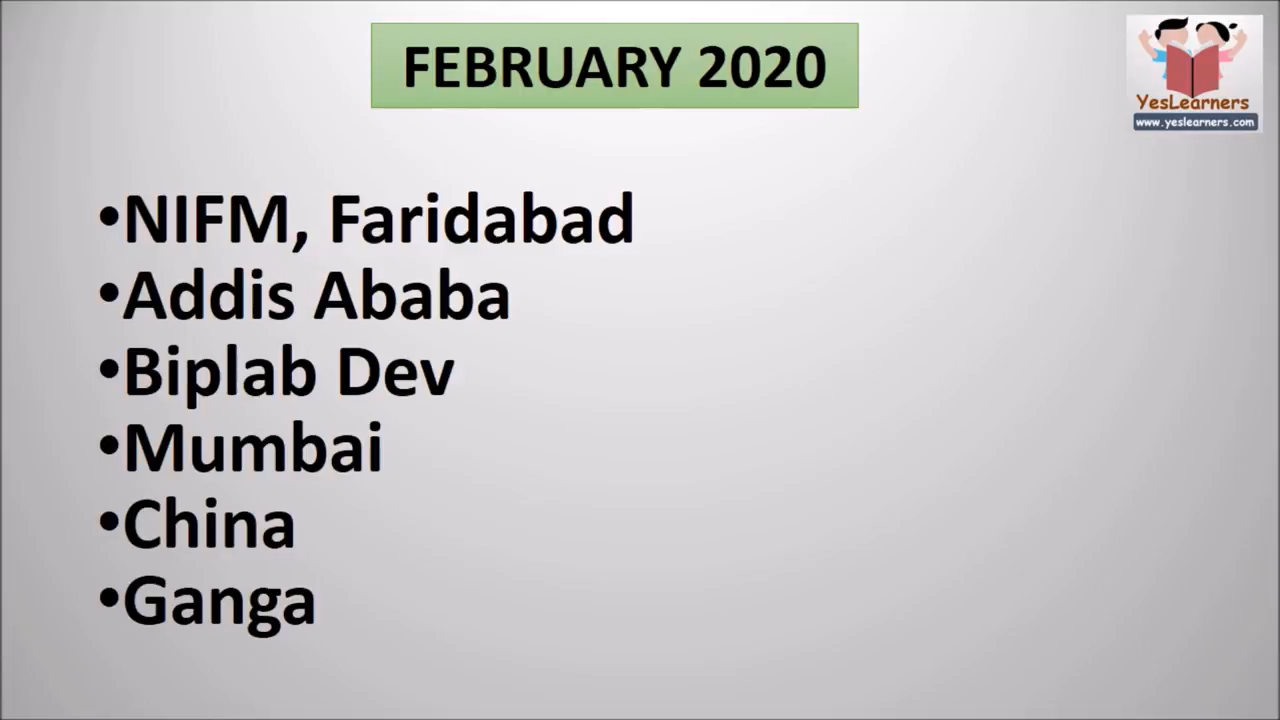 FEBRUARY 2020
YesLearners
www.yeslearners.com
•NIFM, Faridabad
•Addis Ababa
•Biplab Dev
•Mumbai
•China
•Ganga